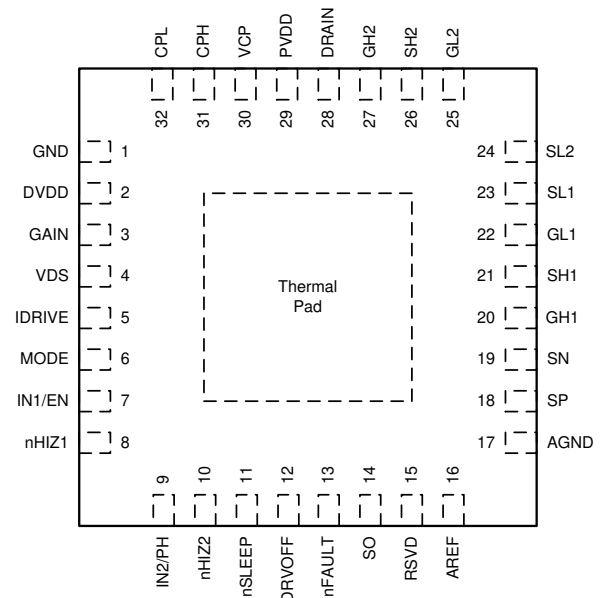 CPL
CPH
VCP
PVDD
DRAIN
GH2
SH2
GL2
32
31
30
29
28
27
26
25
GND 1
DVDD 2
GAIN 3
VDS 4
IDRIVE 5
MODE 6
IN1/EN 7
nHIZ1 8
24 SL2
23 SL1
22 GL1
21 SH1
20 GH1
19 SN
18 SP
17 AGND
Thermal
Pad
9
10
11
12
13
14
15
16
IN2/PH
nHIZ2
nSLEEP
DRVOFF
nFAULT
SO
RSVD
AREF